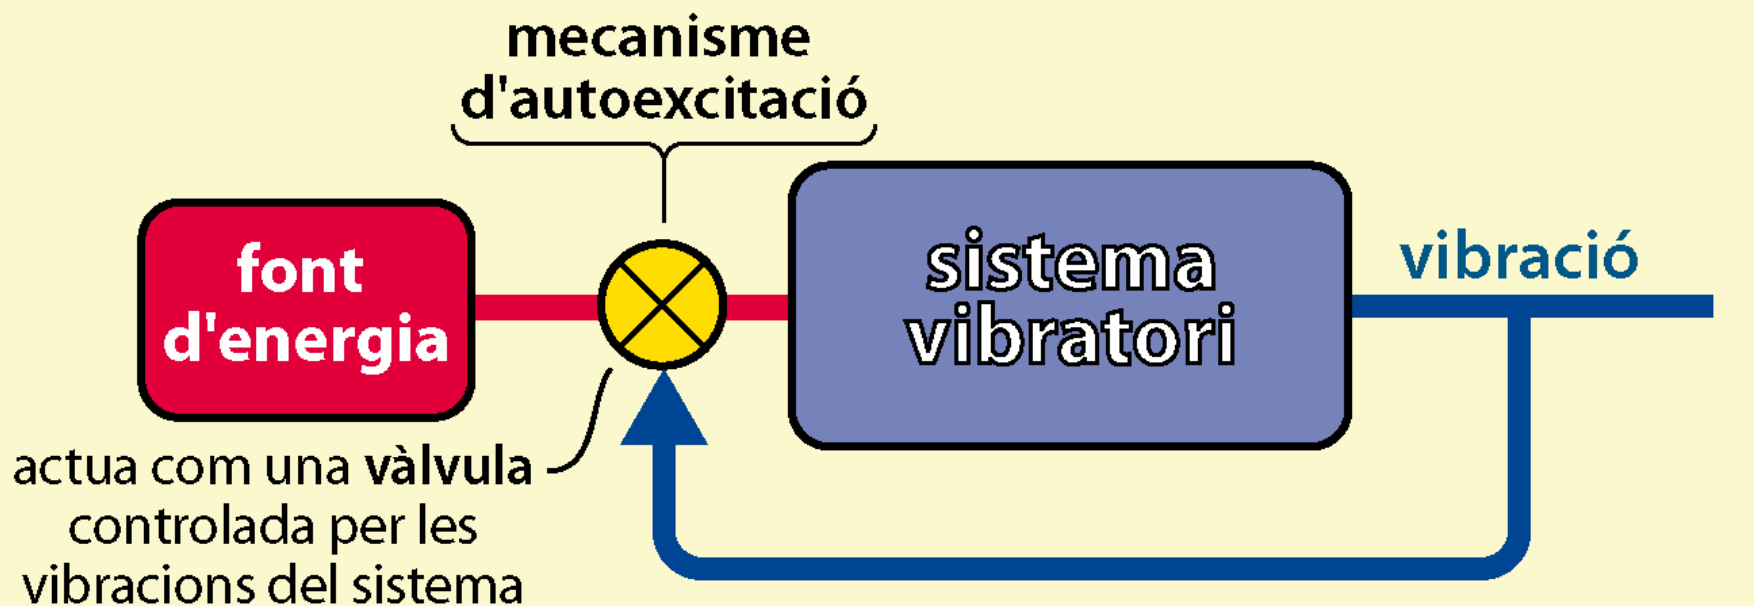 mecanisme
d'autoexcitació
font
d'energia
sistema
vibratori
vibració
actua com una vàlvula
controlada per les
vibracions del sistema